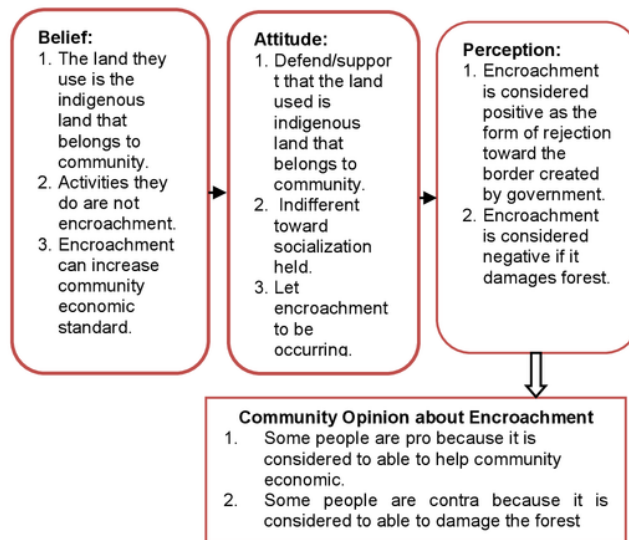 Belief:
1. The land they
use is the
indigenous
land that
belongs to
community.
2. Activities they
do are not
encroachment.
3. Encroachment
can increase
community
economic
standard.
Attitude:
1. Defend/suppor
t that the land
used is
indigenous
land that
belongs to
community.
2. Indifferent
toward
socialization
held.
3. Let
encroachment
to be
occurring.
Perception:
1. Encroachment
is considered
positive as the
form of rejection
toward the
border created
by government.
2. Encroachment
is considered
negative if it
damages forest.
Community Opinion about Encroachment
1. Some people are pro because it is
considered to able to help community
economic.
2. Some people are contra because it is
considered to able to damage the forest